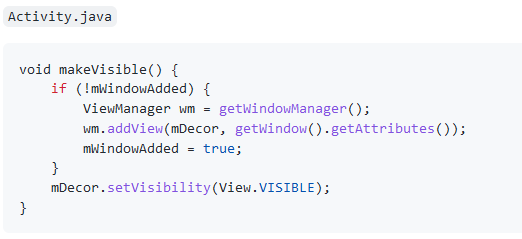 Activity.java
void makeVisible() {
    if (!mWindowAdded) {
        ViewManager wm = getWindowManager();
        wm.addView(mDecor, getWindow().getAttributes());
        mWindowAdded = true;
    }
    mDecor.setVisibility(View.VISIBLE);
}